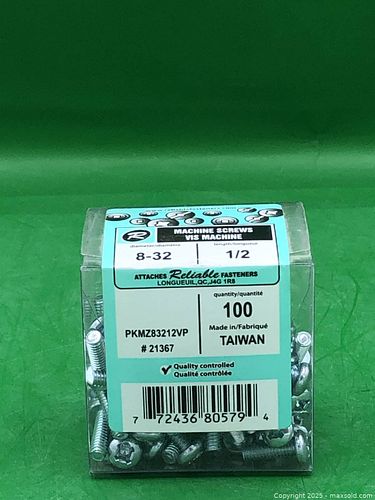 R
MACHINE SCREWS
VIS MACHINE
diameter/diamètre
length/longueur
8-32
1/2
ATTACHES Reliable FASTENERS
LONGUEUIL, QC, J4G 1R8
quantity/quantité
100
PKMZ83212VP
# 21367
Made in/Fabriqué
TAIWAN
Quality controlled
Qualité contrôlée
7 72436 80579 4
Copyright 2025 - maxsold.com